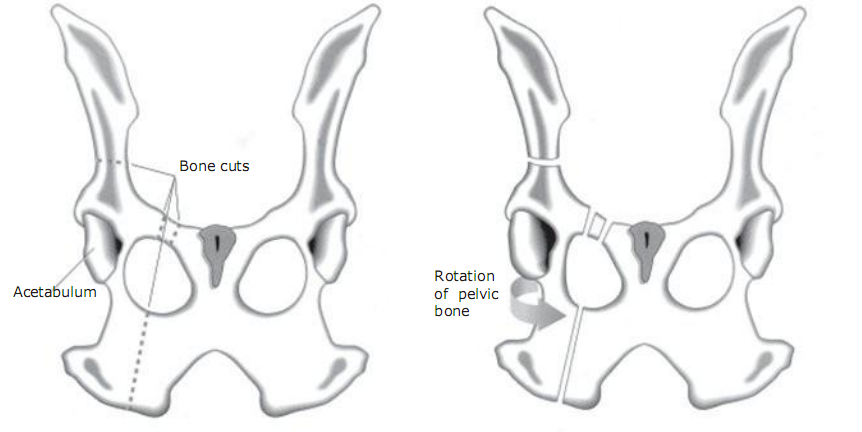 Bone cuts
Acetabulum
Rotation
of pelvic
bone